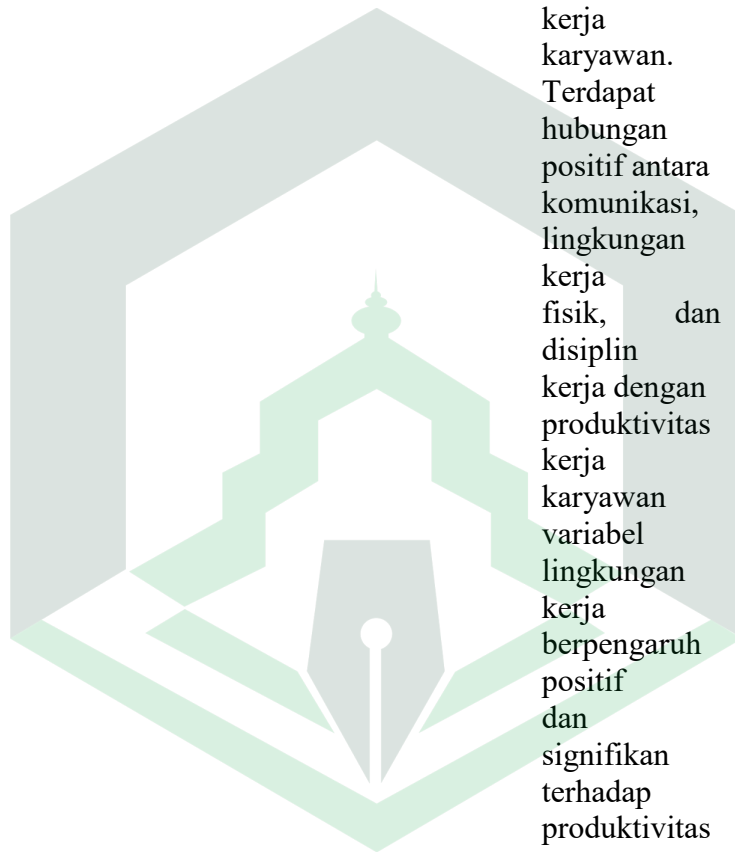 kerja
karyawan.
Terdapat
hubungan
positif antara
komunikasi,
lingkungan
kerja
fisik, dan
disiplin
kerja dengan
produktivitas
kerja
karyawan
variabel
lingkungan
kerja
berpengaruh
positif
dan
signifikan
terhadap
produktivitas